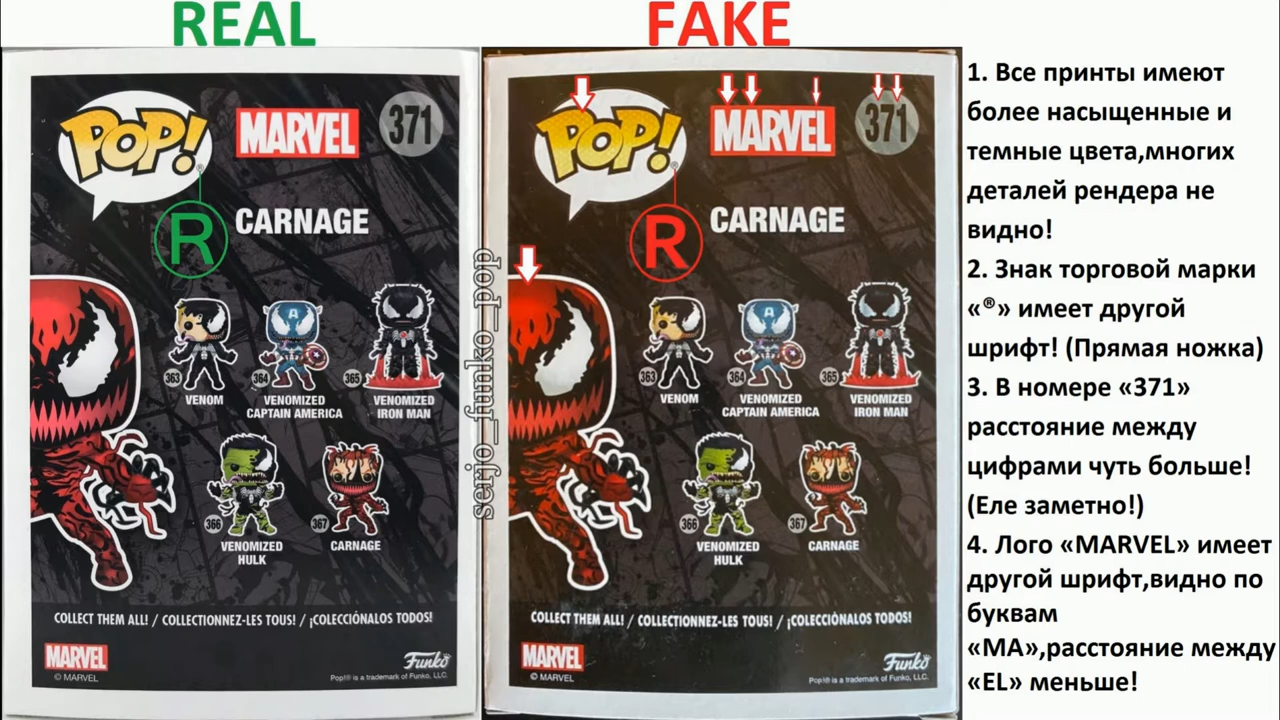 REAL
POP!
®
MARVEL
371
R
CARNAGE
363
VENOM
364
VENOMIZED
CAPTAIN AMERICA
365
VENOMIZED
IRON MAN
366
VENOMIZED
HULK
367
CARNAGE
COLLECT THEM ALL! / COLLECTIONNEZ-LES TOUS! / ¡COLECCIÓNALOS TODOS!
MARVEL
© MARVEL
Funko
Pop!® is a trademark of Funko, LLC.
serjo_funko_pop
FAKE
POP!
®
MARVEL
371
R
CARNAGE
363
VENOM
364
VENOMIZED
CAPTAIN AMERICA
365
VENOMIZED
IRON MAN
366
VENOMIZED
HULK
367
CARNAGE
COLLECT THEM ALL! / COLLECTIONNEZ-LES TOUS! / ¡COLECCIÓNALOS TODOS!
MARVEL
© MARVEL
Funko
Pop!® is a trademark of Funko, LLC.
1. Все принты имеют
более насыщенные и
темные цвета,многих
деталей рендера не
видно!
2. Знак торговой марки
«®» имеет другой
шрифт! (Прямая ножка)
3. В номере «371»
расстояние между
цифрами чуть больше!
(Еле заметно!)
4. Лого «MARVEL» имеет
другой шрифт,видно по
буквам
«МА»,расстояние между
«EL» меньше!